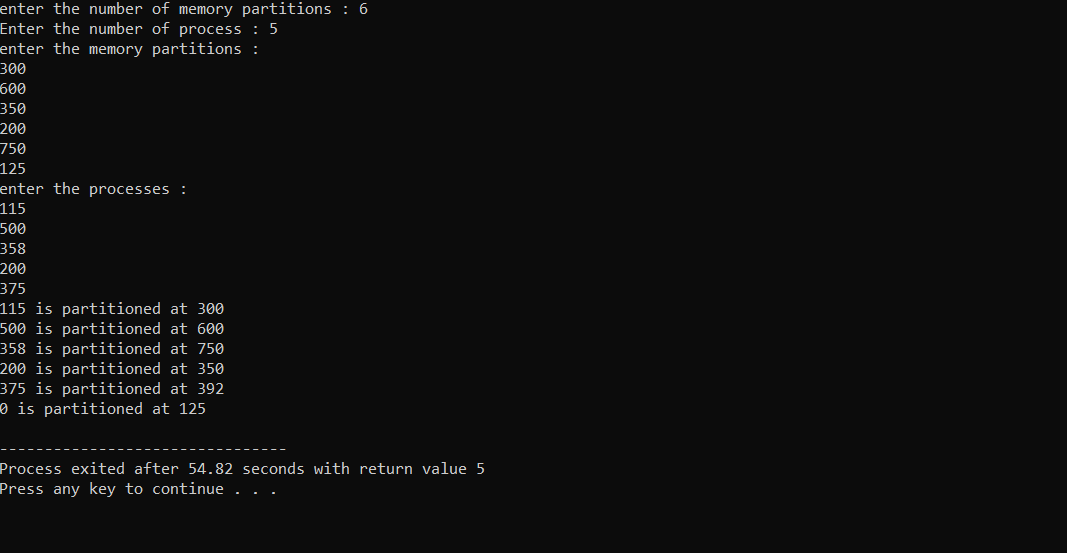 enter the number of memory partitions : 6
Enter the number of process : 5
enter the memory partitions :
300
600
350
200
750
125
enter the processes :
115
500
358
200
375
115 is partitioned at 300
500 is partitioned at 600
358 is partitioned at 750
200 is partitioned at 350
375 is partitioned at 392
0 is partitioned at 125
--------------------------------
Process exited after 54.82 seconds with return value 5
Press any key to continue . . .